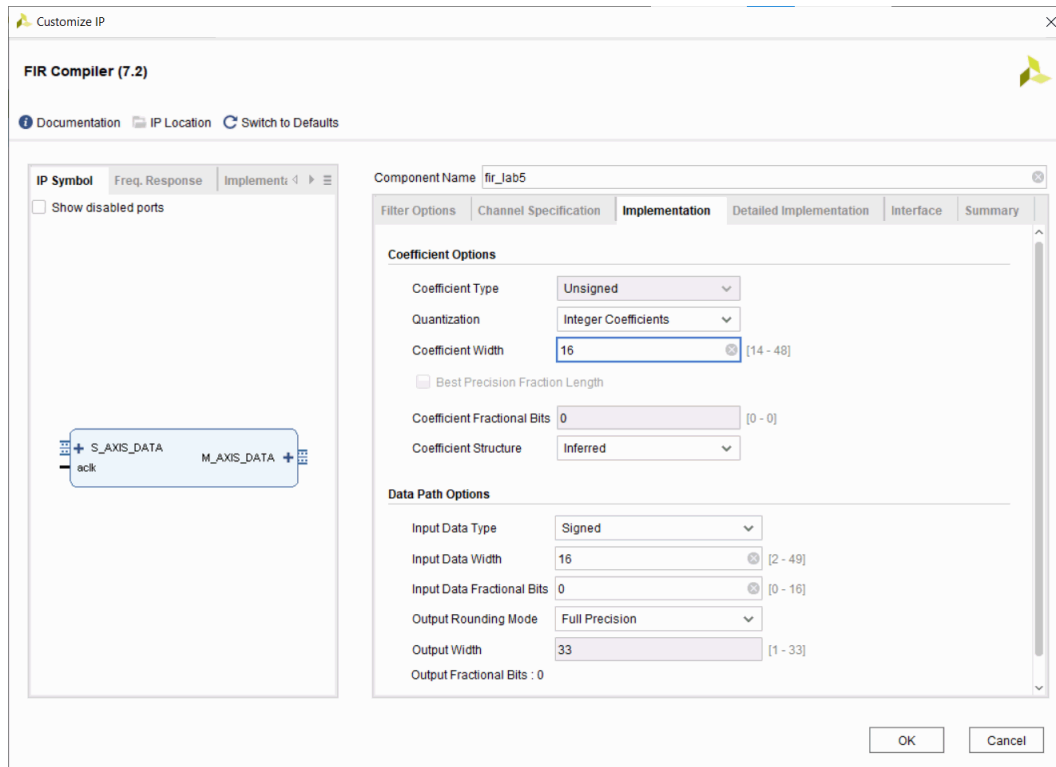 Customize IP
FIR Compiler (7.2)
Documentation IP Location Switch to Defaults
IP Symbol Freq. Response
Show disabled ports
S_AXIS_DATA
aclk
M_AXIS_DATA
Component Name fir_lab5
Filter Options Channel Specification Implementation Detailed Implementation Interface Summary
Coefficient Options
Coefficient Type Unsigned
Quantization Integer Coefficients
Coefficient Width 16 [14 - 48]
Best Precision Fraction Length
Coefficient Fractional Bits 0 [0 - 0]
Coefficient Structure Inferred
Data Path Options
Input Data Type Signed
Input Data Width 16 [2 - 49]
Input Data Fractional Bits 0 [0 - 16]
Output Rounding Mode Full Precision
Output Width 33 [1 - 33]
Output Fractional Bits : 0
OK Cancel